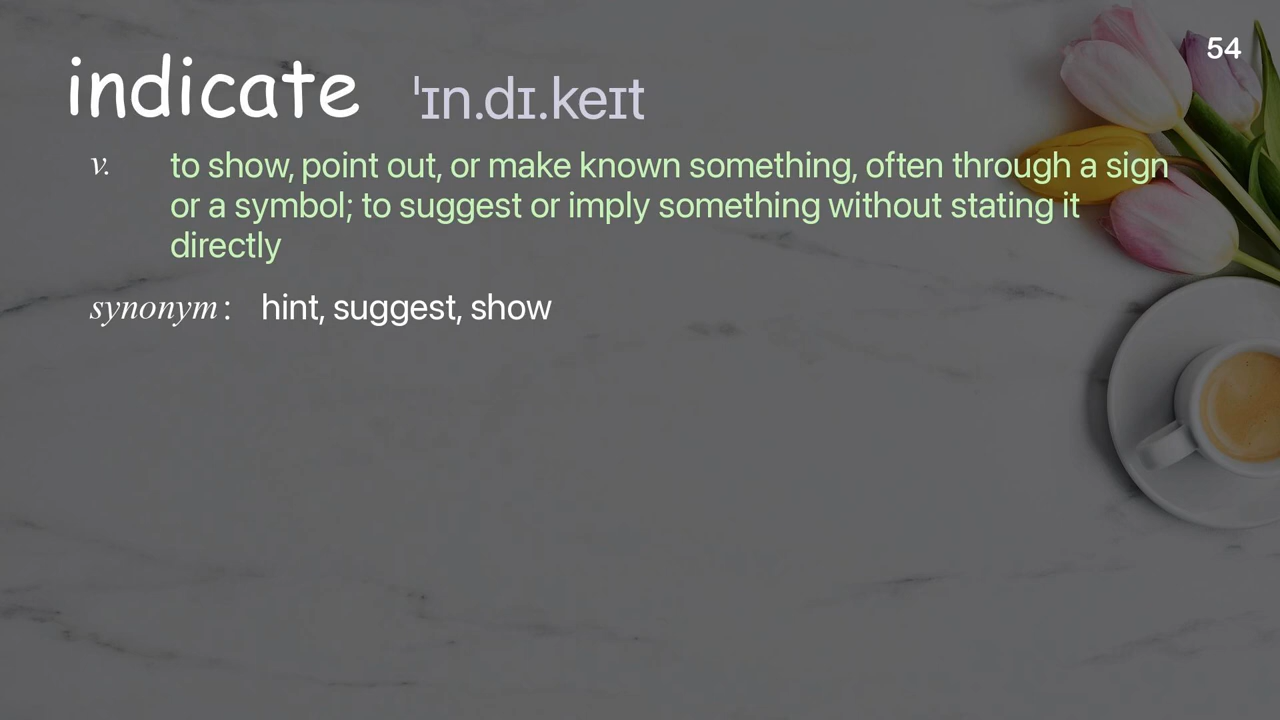 54
indicate ˈɪn.dɪ.keɪt
v. to show, point out, or make known something, often through a sign
or a symbol; to suggest or imply something without stating it
directly
synonym: hint, suggest, show